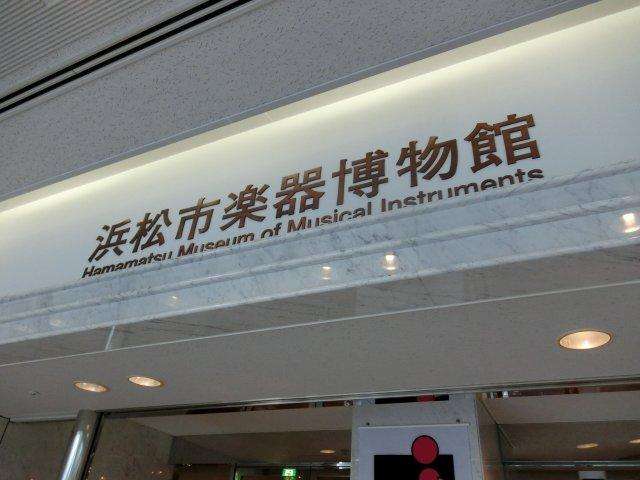 浜松市楽器博物館
Hamamatsu Museum of Musical Instruments